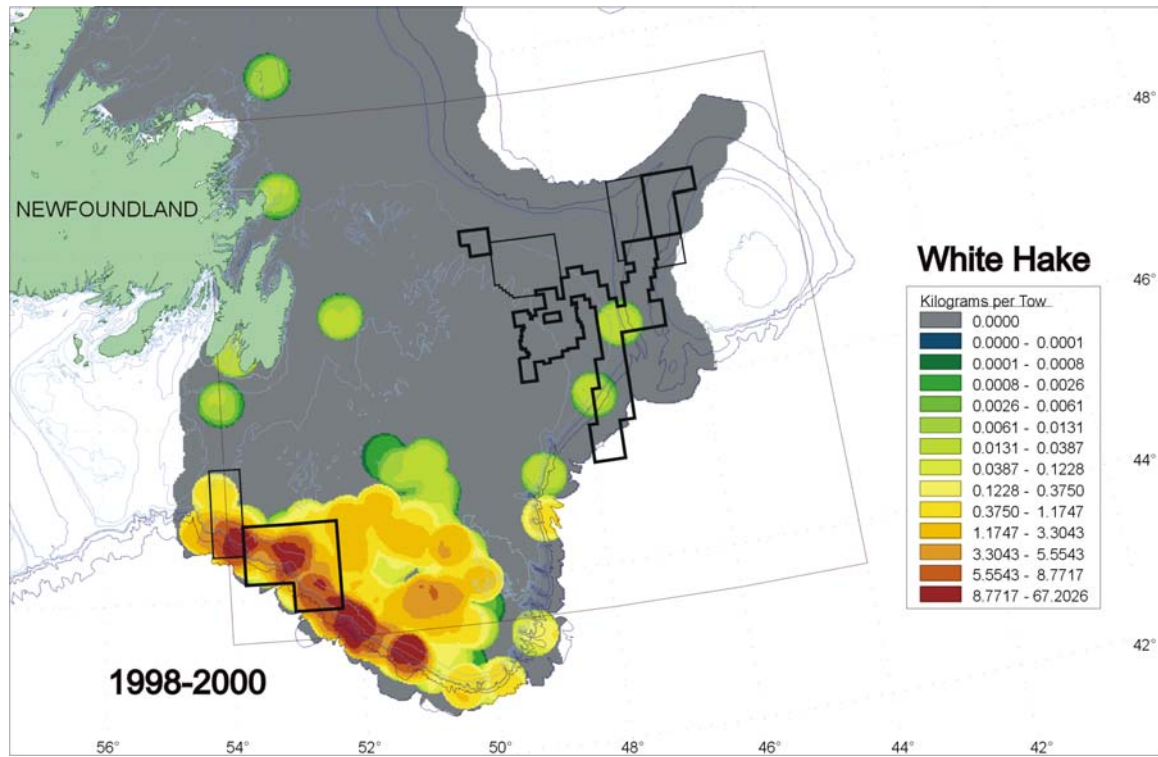 48°
NEWFOUNDLAND
White Hake
46°
Kilograms per Tow
0.0000
0.0000 - 0.0001
0.0001 - 0.0008
0.0008 - 0.0026
0.0026 - 0.0061
0.0061 - 0.0131
0.0131 - 0.0387
0.0387 - 0.1228
0.1228 - 0.3750
0.3750 - 1.1747
1.1747 - 3.3043
3.3043 - 5.5543
5.5543 - 8.7717
8.7717 - 67.2026
44°
42°
1998-2000
56° 54° 52° 50° 48° 46° 44° 42°